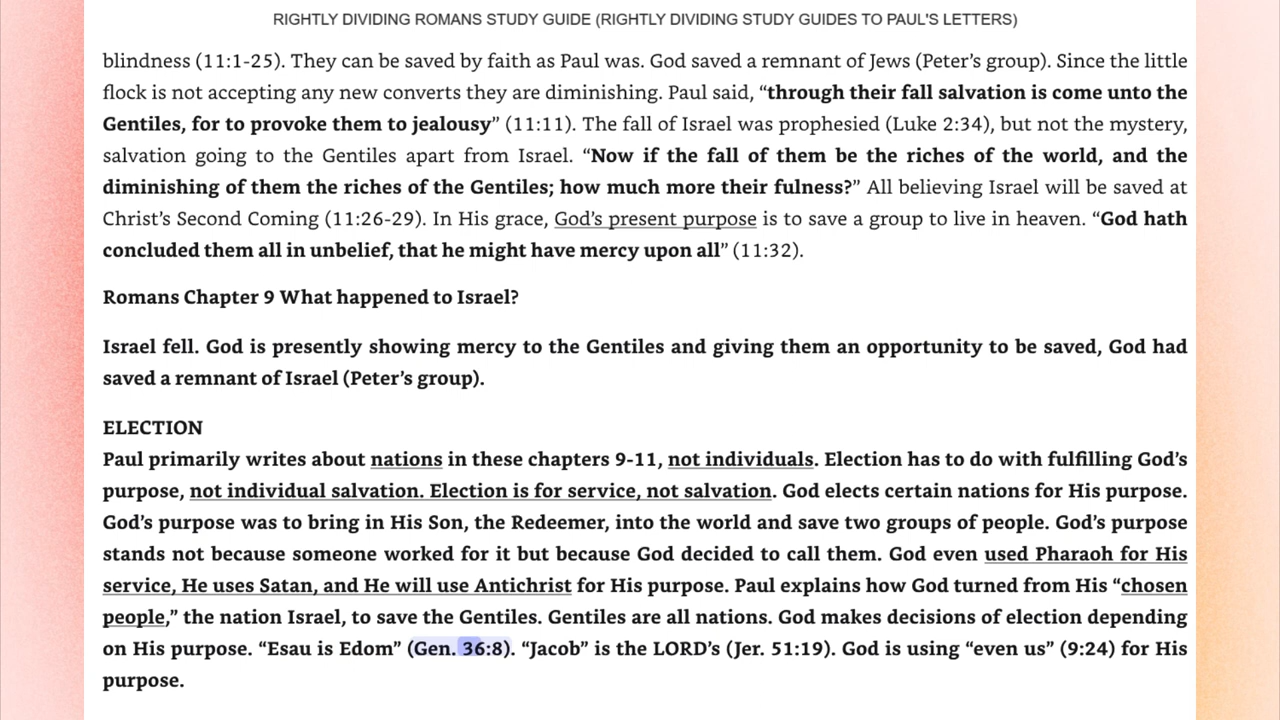 RIGHTLY DIVIDING ROMANS STUDY GUIDE (RIGHTLY DIVIDING STUDY GUIDES TO PAUL'S LETTERS)
blindness (11:1-25). They can be saved by faith as Paul was. God saved a remnant of Jews (Peter’s group). Since the little
flock is not accepting any new converts they are diminishing. Paul said, “through their fall salvation is come unto the
Gentiles, for to provoke them to jealousy” (11:11). The fall of Israel was prophesied (Luke 2:34), but not the mystery,
salvation going to the Gentiles apart from Israel. “Now if the fall of them be the riches of the world, and the
diminishing of them the riches of the Gentiles; how much more their fulness?” All believing Israel will be saved at
Christ’s Second Coming (11:26-29). In His grace, God’s present purpose is to save a group to live in heaven. “God hath
concluded them all in unbelief, that he might have mercy upon all” (11:32).
Romans Chapter 9 What happened to Israel?
Israel fell. God is presently showing mercy to the Gentiles and giving them an opportunity to be saved, God had
saved a remnant of Israel (Peter’s group).
ELECTION
Paul primarily writes about nations in these chapters 9-11, not individuals. Election has to do with fulfilling God’s
purpose, not individual salvation. Election is for service, not salvation. God elects certain nations for His purpose.
God’s purpose was to bring in His Son, the Redeemer, into the world and save two groups of people. God’s purpose
stands not because someone worked for it but because God decided to call them. God even used Pharaoh for His
service, He uses Satan, and He will use Antichrist for His purpose. Paul explains how God turned from His “chosen
people,” the nation Israel, to save the Gentiles. Gentiles are all nations. God makes decisions of election depending
on His purpose. “Esau is Edom” (Gen. 36:8). “Jacob” is the LORD’s (Jer. 51:19). God is using “even us” (9:24) for His
purpose.